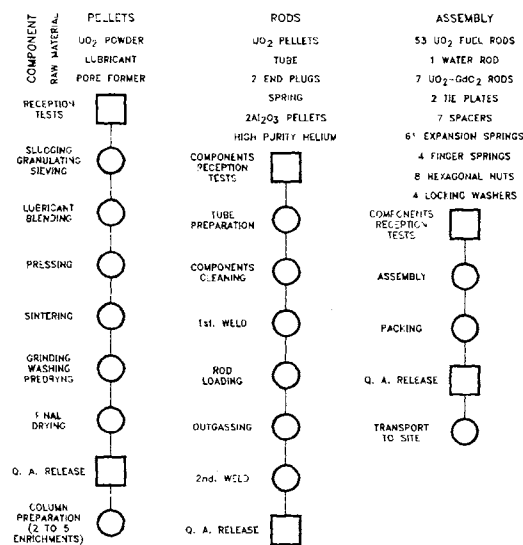 COMPONENT
RAW MATERIAL
PELLETS
UO2 POWDER
LUBRICANT
PORE FORMER
RECEPTION
TESTS
SLUGGING
GRANULATING
SIEVING
LUBRICANT
BLENDING
PRESSING
SINTERING
GRINDING
WASHING
PREDRYNG
FINAL
DRYING
Q. A. RELEASE
COLUMN
PREPARATION
(2 TO 5
ENRICHMENTS)
RODS
UO2 PELLETS
TUBE
2 END PLUGS
SPRING
2Al2O3 PELLETS
HIGH PURITY HELIUM
COMPONENTS
RECEPTION
TESTS
TUBE
PREPARATION
COMPONENTS
CLEANING
1st. WELD
ROD
LOADING
OUTGASSING
2nd. WELD
Q. A. RELEASE
ASSEMBLY
53 UO2 FUEL RODS
1 WATER ROD
7 UO2-GdC2 RODS
2 TIE PLATES
7 SPACERS
61 EXPANSION SPRINGS
4 FINGER SPRINGS
8 HEXAGONAL NUTS
4 LOCKING WASHERS
COMPONENTS
RECEPTION
TESTS
ASSEMBLY
PACKING
Q. A. RELEASE
TRANSPORT
TO SITE